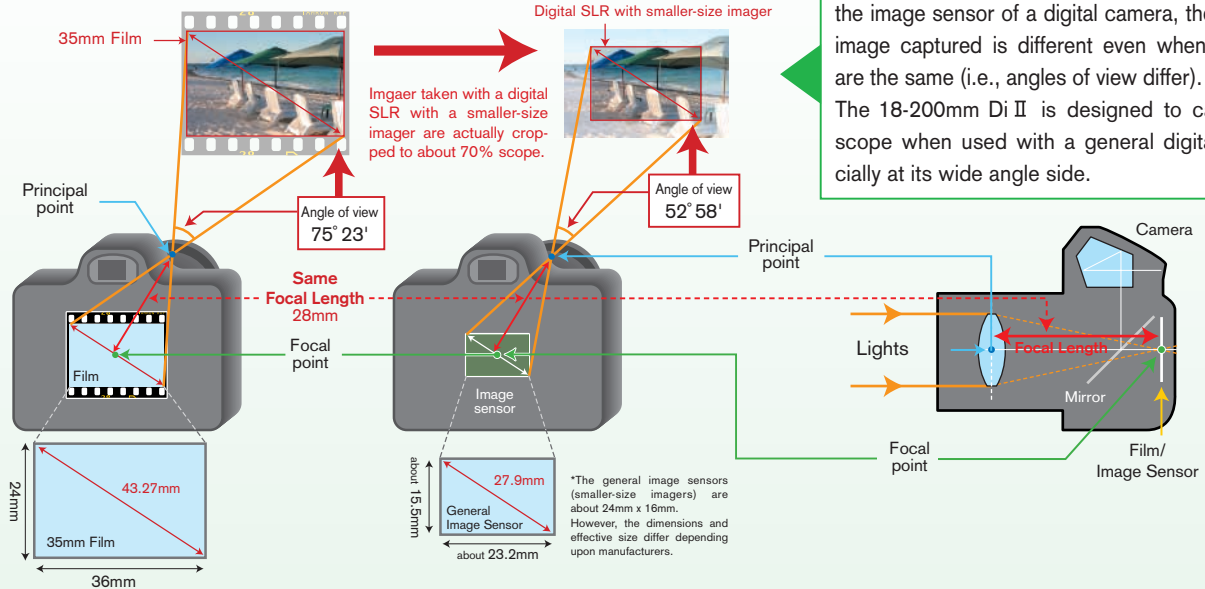 35mm Film
Digital SLR with smaller-size imager
Imgaer taken with a digital
SLR with a smaller-size
imager are actually crop-
ped to about 70% scope.
the image sensor of a digital camera, the
image captured is different even when
are the same (i.e., angles of view differ).
The 18-200mm Di II is designed to ca
scope when used with a general digita
cially at its wide angle side.
Principal
point
Angle of view
75°23'
Angle of view
52°58'
Principal
point
Camera
Same
Focal Length
28mm
Focal
point
Film
Image
sensor
Lights
Focal Length
Mirror
Focal
point
Film/
Image Sensor
24mm
43.27mm
35mm Film
36mm
about 15.5mm
27.9mm
General
Image Sensor
about 23.2mm
*The general image sensors
(smaller-size imagers) are
about 24mm x 16mm.
However, the dimensions and
effective size differ depending
upon manufacturers.